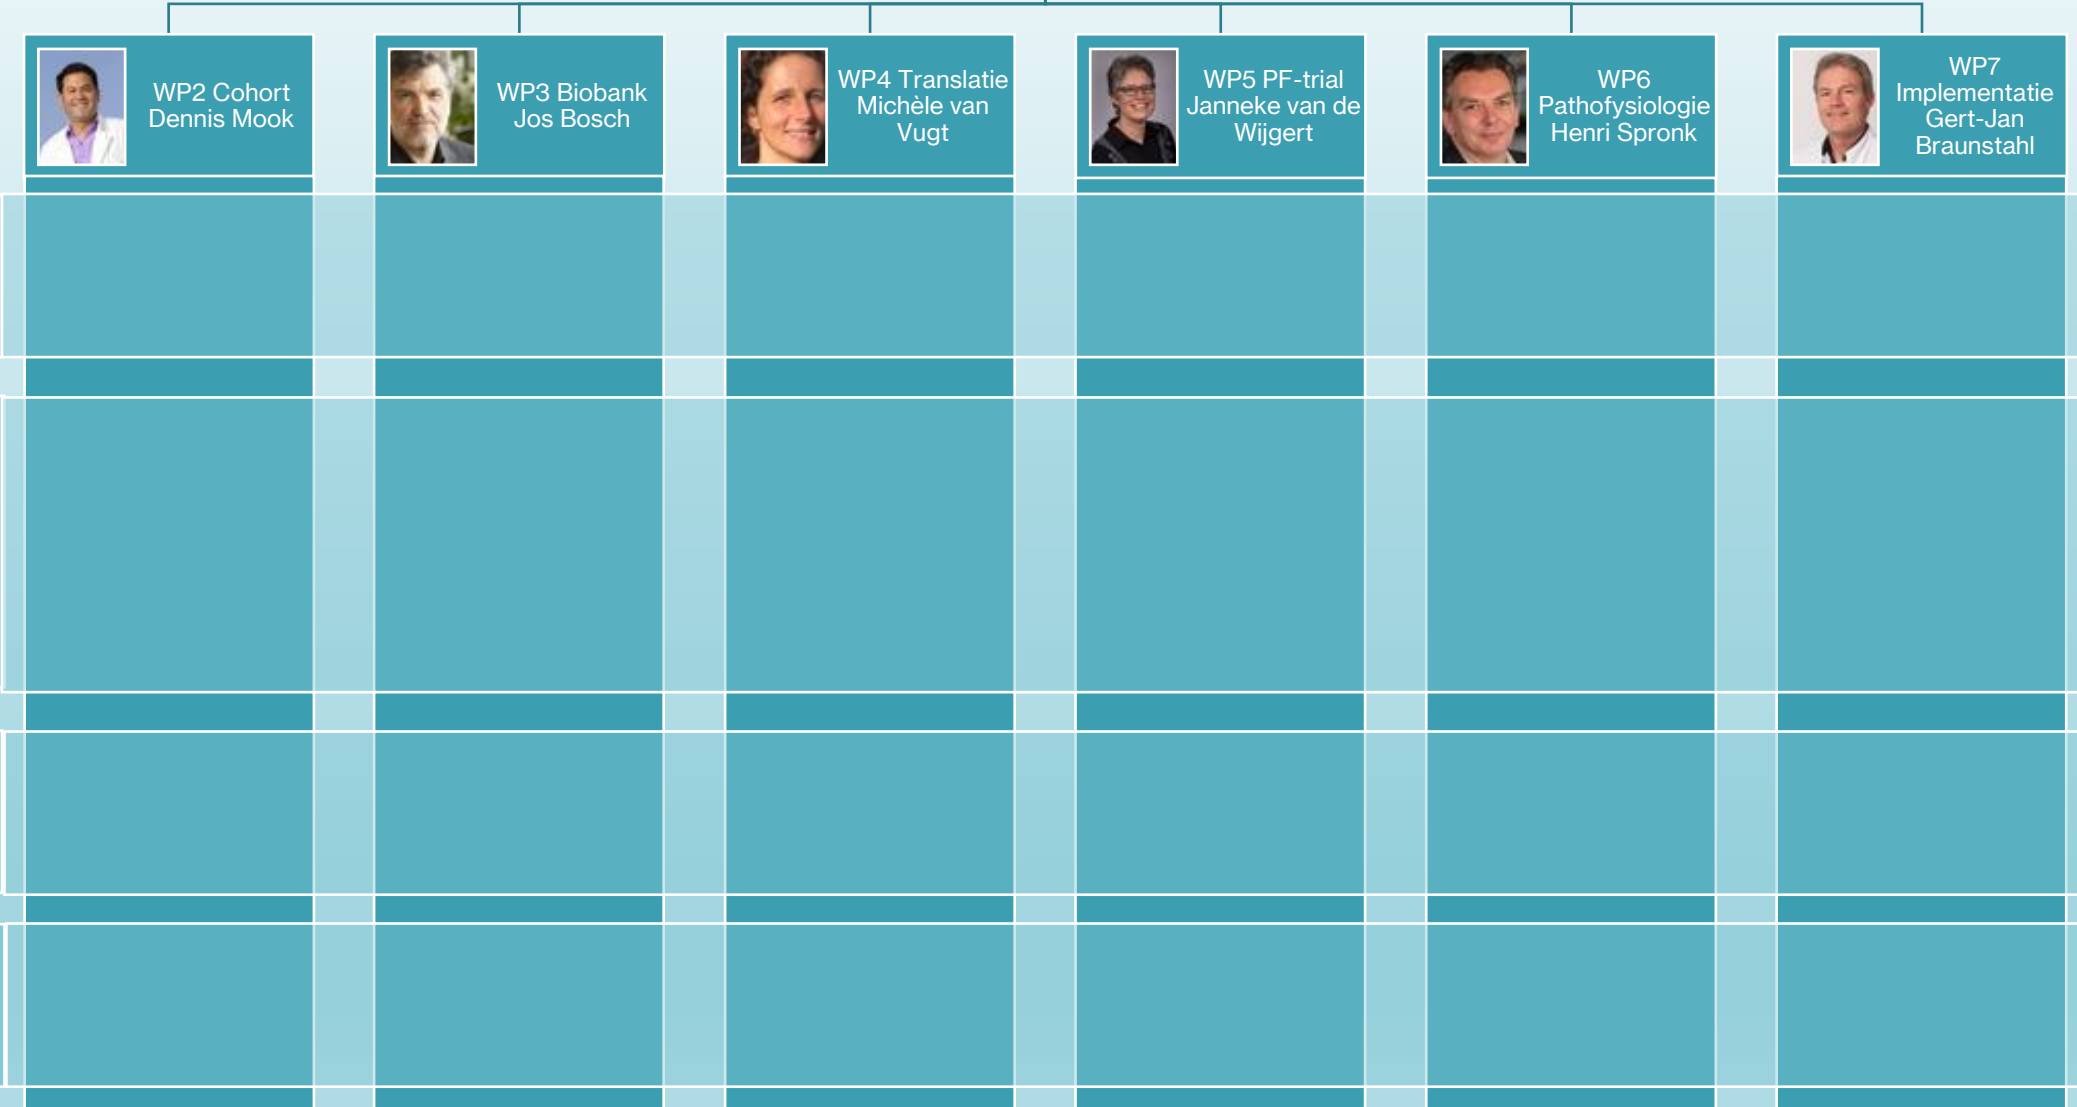 WP2 Cohort
Dennis Mook
WP3 Biobank
Jos Bosch
WP4 Translatie
Michèle van
Vugt
WP5 PF-trial
Janneke van de
Wijgert
WP6
Pathofysiologie
Henri Spronk
WP7
Implementatie
Gert-Jan
Braunstahl